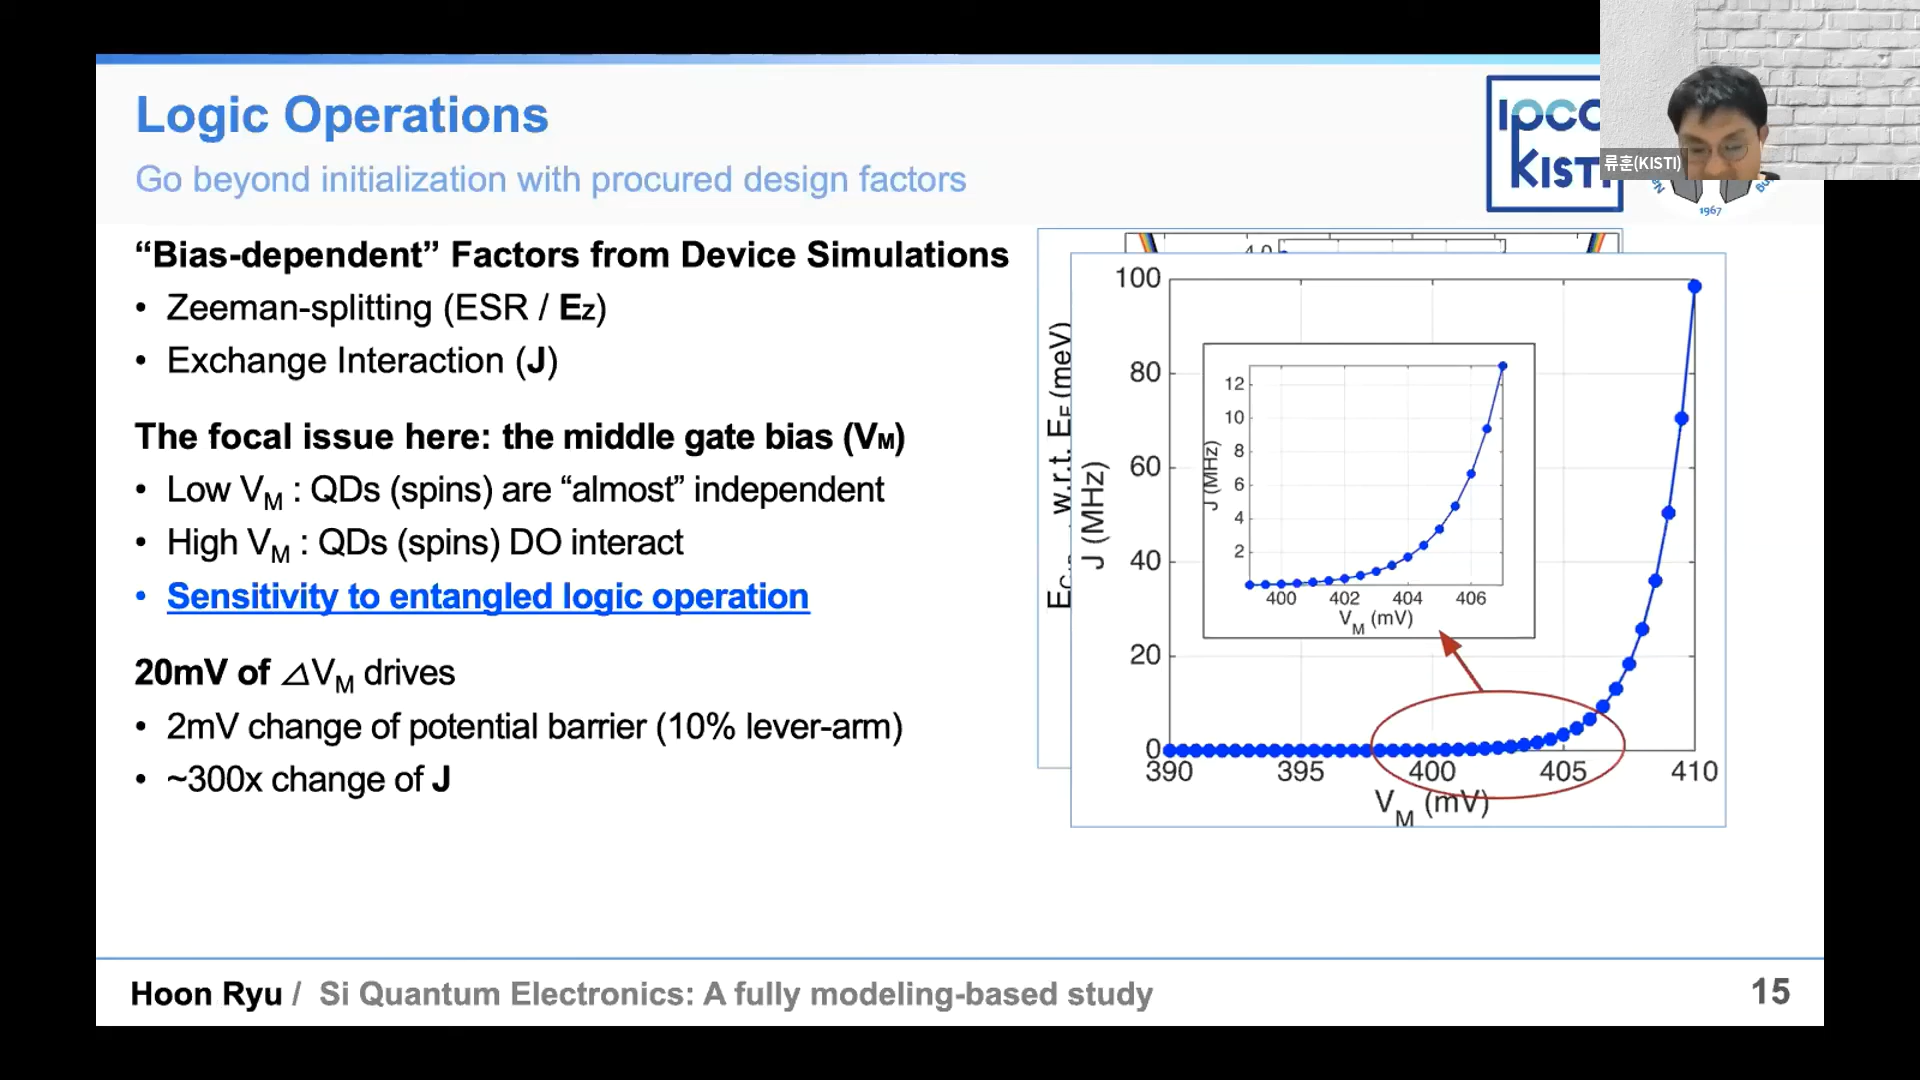 Logic Operations
Go beyond initialization with procured design factors
IPCC
KISTI
류훈(KISTI)
1967
“Bias-dependent” Factors from Device Simulations
• Zeeman-splitting (ESR / Ez)
• Exchange Interaction (J)
The focal issue here: the middle gate bias (VM)
• Low VM : QDs (spins) are “almost” independent
• High VM : QDs (spins) DO interact
• Sensitivity to entangled logic operation
20mV of ⊿VM drives
• 2mV change of potential barrier (10% lever-arm)
• ~300x change of J
w.r.t. EF (meV)
4.0
J (MHz)
100
80
60
40
20
0
390 395 400 405 410
VM (mV)
J (MHz)
12
10
8
6
4
2
400 402 404 406
VM (mV)
Hoon Ryu / Si Quantum Electronics: A fully modeling-based study
15